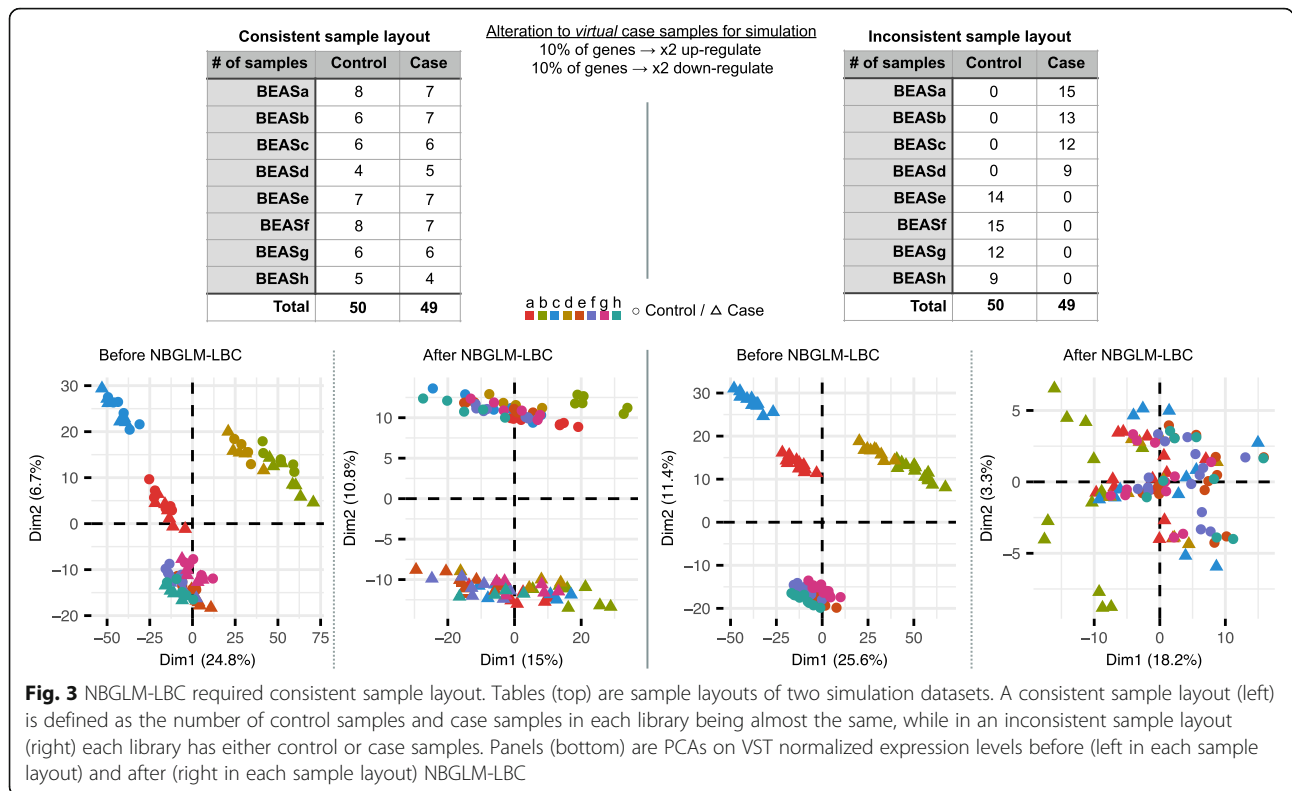 Consistent sample layout
# of samples Control Case
BEASa 8 7
BEASb 6 7
BEASc 6 6
BEASd 4 5
BEASe 7 7
BEASf 8 7
BEASg 6 6
BEASh 5 4
Total 50 49
Alteration to virtual case samples for simulation
10% of genes → x2 up-regulate
10% of genes → x2 down-regulate
Inconsistent sample layout
# of samples Control Case
BEASa 0 15
BEASb 0 13
BEASc 0 12
BEASd 0 9
BEASe 14 0
BEASf 15 0
BEASg 12 0
BEASh 9 0
Total 50 49
a b c d e f g h
○ Control / △ Case
Before NBGLM-LBC
30
20
10
0
−10
−20
Dim2 (6.7%)
−50 −25 0 25 50 75
Dim1 (24.8%)
After NBGLM-LBC
10
0
−10
Dim2 (10.8%)
−20 0 20
Dim1 (15%)
Before NBGLM-LBC
30
20
10
0
−10
−20
Dim2 (11.4%)
−50 −25 0 25 50
Dim1 (25.6%)
After NBGLM-LBC
5
0
−5
Dim2 (3.3%)
−10 0 10
Dim1 (18.2%)
Fig. 3 NBGLM-LBC required consistent sample layout. Tables (top) are sample layouts of two simulation datasets. A consistent sample layout (left)
is defined as the number of control samples and case samples in each library being almost the same, while in an inconsistent sample layout
(right) each library has either control or case samples. Panels (bottom) are PCAs on VST normalized expression levels before (left in each sample
layout) and after (right in each sample layout) NBGLM-LBC